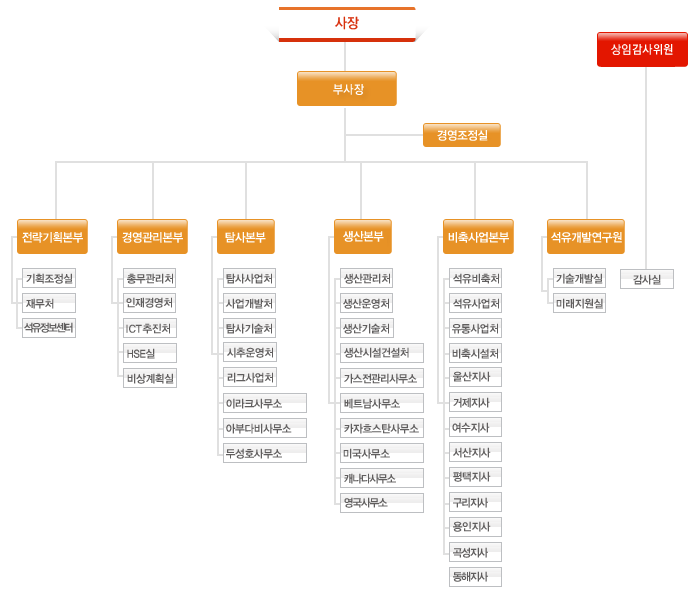 사장
상임감사위원
부사장
경영조정실
전략기획본부
기획조정실
재무처
석유정보센터
경영관리본부
총무관리처
인재경영처
ICT추진처
HSE실
비상계획실
탐사본부
탐사사업처
사업개발처
탐사기술처
시추운영처
리그사업처
이라크사무소
아부다비사무소
두성호사무소
생산본부
생산관리처
생산운영처
생산기술처
생산시설건설처
가스전관리사무소
베트남사무소
카자흐스탄사무소
미국사무소
캐나다사무소
영국사무소
비축사업본부
석유비축처
석유사업처
유통사업처
비축시설처
울산지사
거제지사
여수지사
서산지사
평택지사
구리지사
용인지사
곡성지사
동해지사
석유개발연구원
기술개발실
미래지원실
감사실